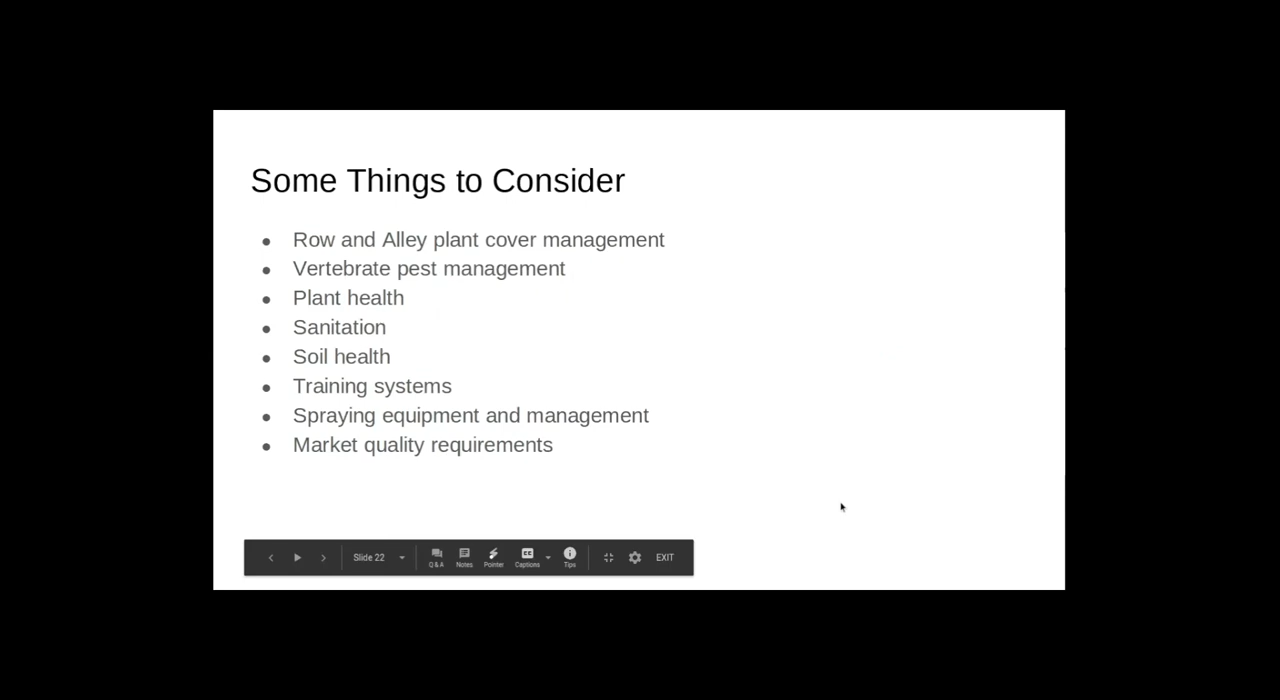 Some Things to Consider
● Row and Alley plant cover management
● Vertebrate pest management
● Plant health
● Sanitation
● Soil health
● Training systems
● Spraying equipment and management
● Market quality requirements
Slide 22
Q & A
Notes
Pointer
CC
Captions
Tips
EXIT